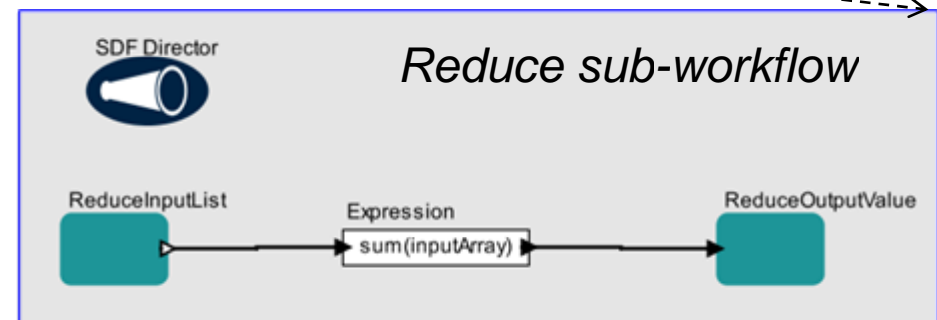 SDF Director
Reduce sub-workflow
ReduceInputList
Expression
ReduceOutputValue
sum(inputArray)